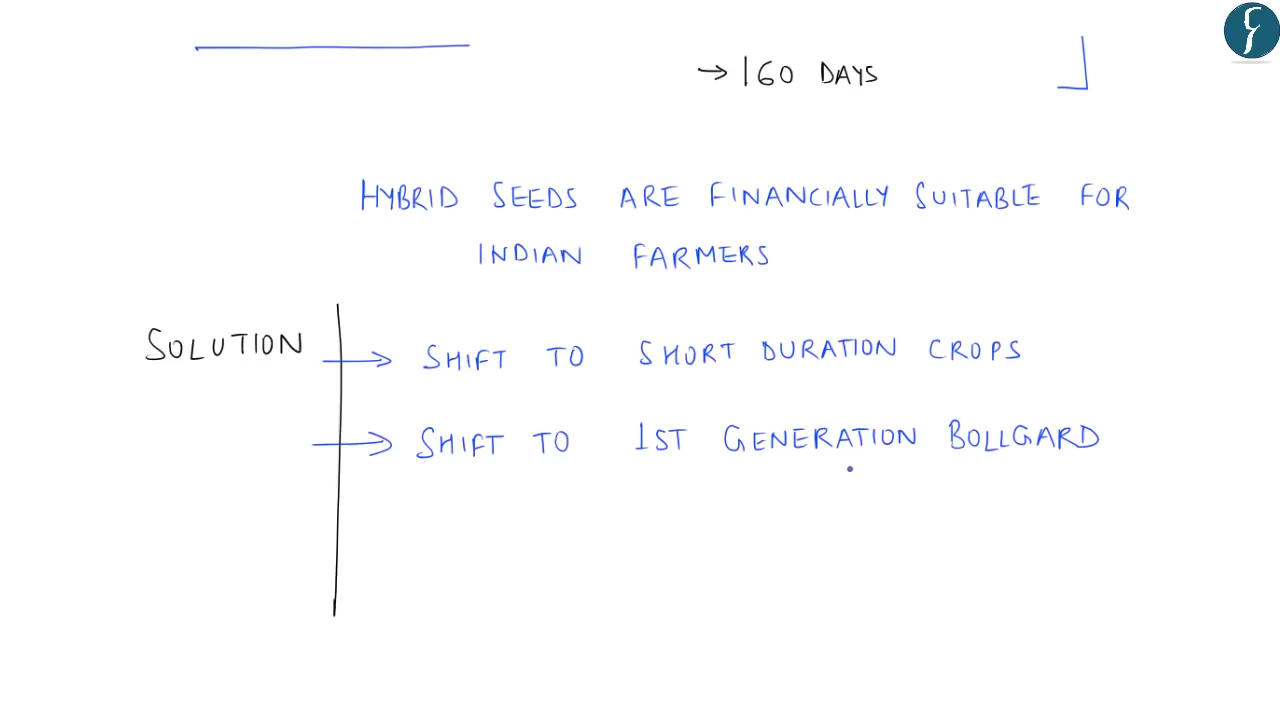 → 160 DAYS
HYBRID SEEDS ARE FINANCIALLY SUITABLE FOR
INDIAN FARMERS
SOLUTION → SHIFT TO SHORT DURATION CROPS
→ SHIFT TO 1ST GENERATION BOLLGARD